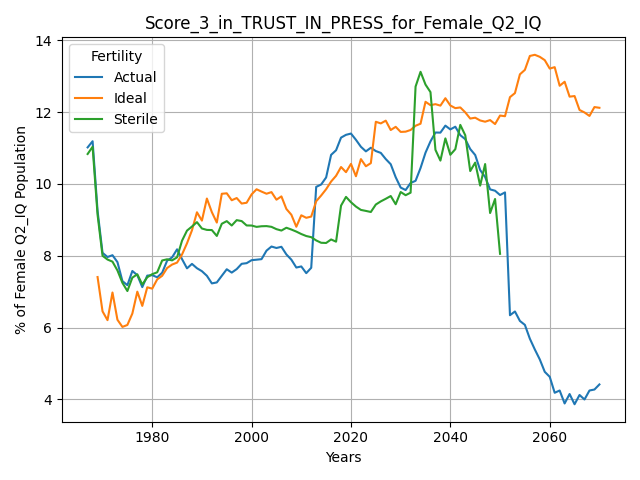 Score_3_in_TRUST_IN_PRESS_for_Female_Q2_IQ
Fertility
Actual
Ideal
Sterile
% of Female Q2_IQ Population
14
12
10
8
6
4
1980
2000
2020
2040
2060
Years